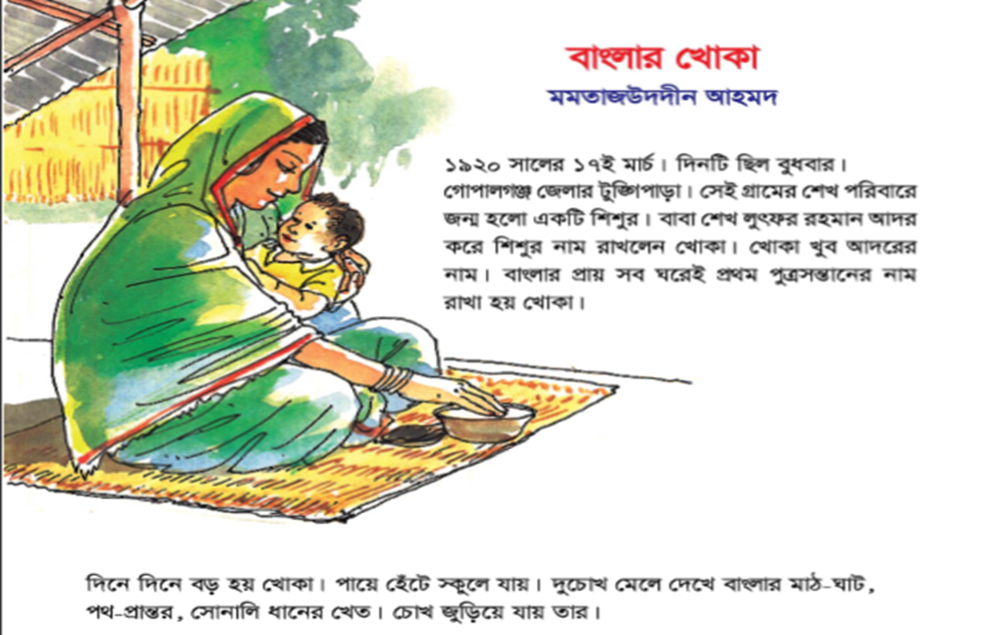 বাংলার খোকা
মমতাজউদদীন আহমদ
১৯২০ সালের ১৭ই মার্চ। দিনটি ছিল বুধবার।
গোপালগঞ্জ জেলার টুঙ্গিপাড়া। সেই গ্রামের শেখ পরিবারে
জন্ম হলো একটি শিশুর। বাবা শেখ লুৎফর রহমান আদর
করে শিশুর নাম রাখলেন খোকা। খোকা খুব আদরের
নাম। বাংলার প্রায় সব ঘরেই প্রথম পুত্রসন্তানের নাম
রাখা হয় খোকা।
দিনে দিনে বড় হয় খোকা। পায়ে হেঁটে স্কুলে যায়। দুচোখ মেলে দেখে বাংলার মাঠ-ঘাট,
পথ-প্রান্তর, সোনালি ধানের খেত। চোখ জুড়িয়ে যায় তার।